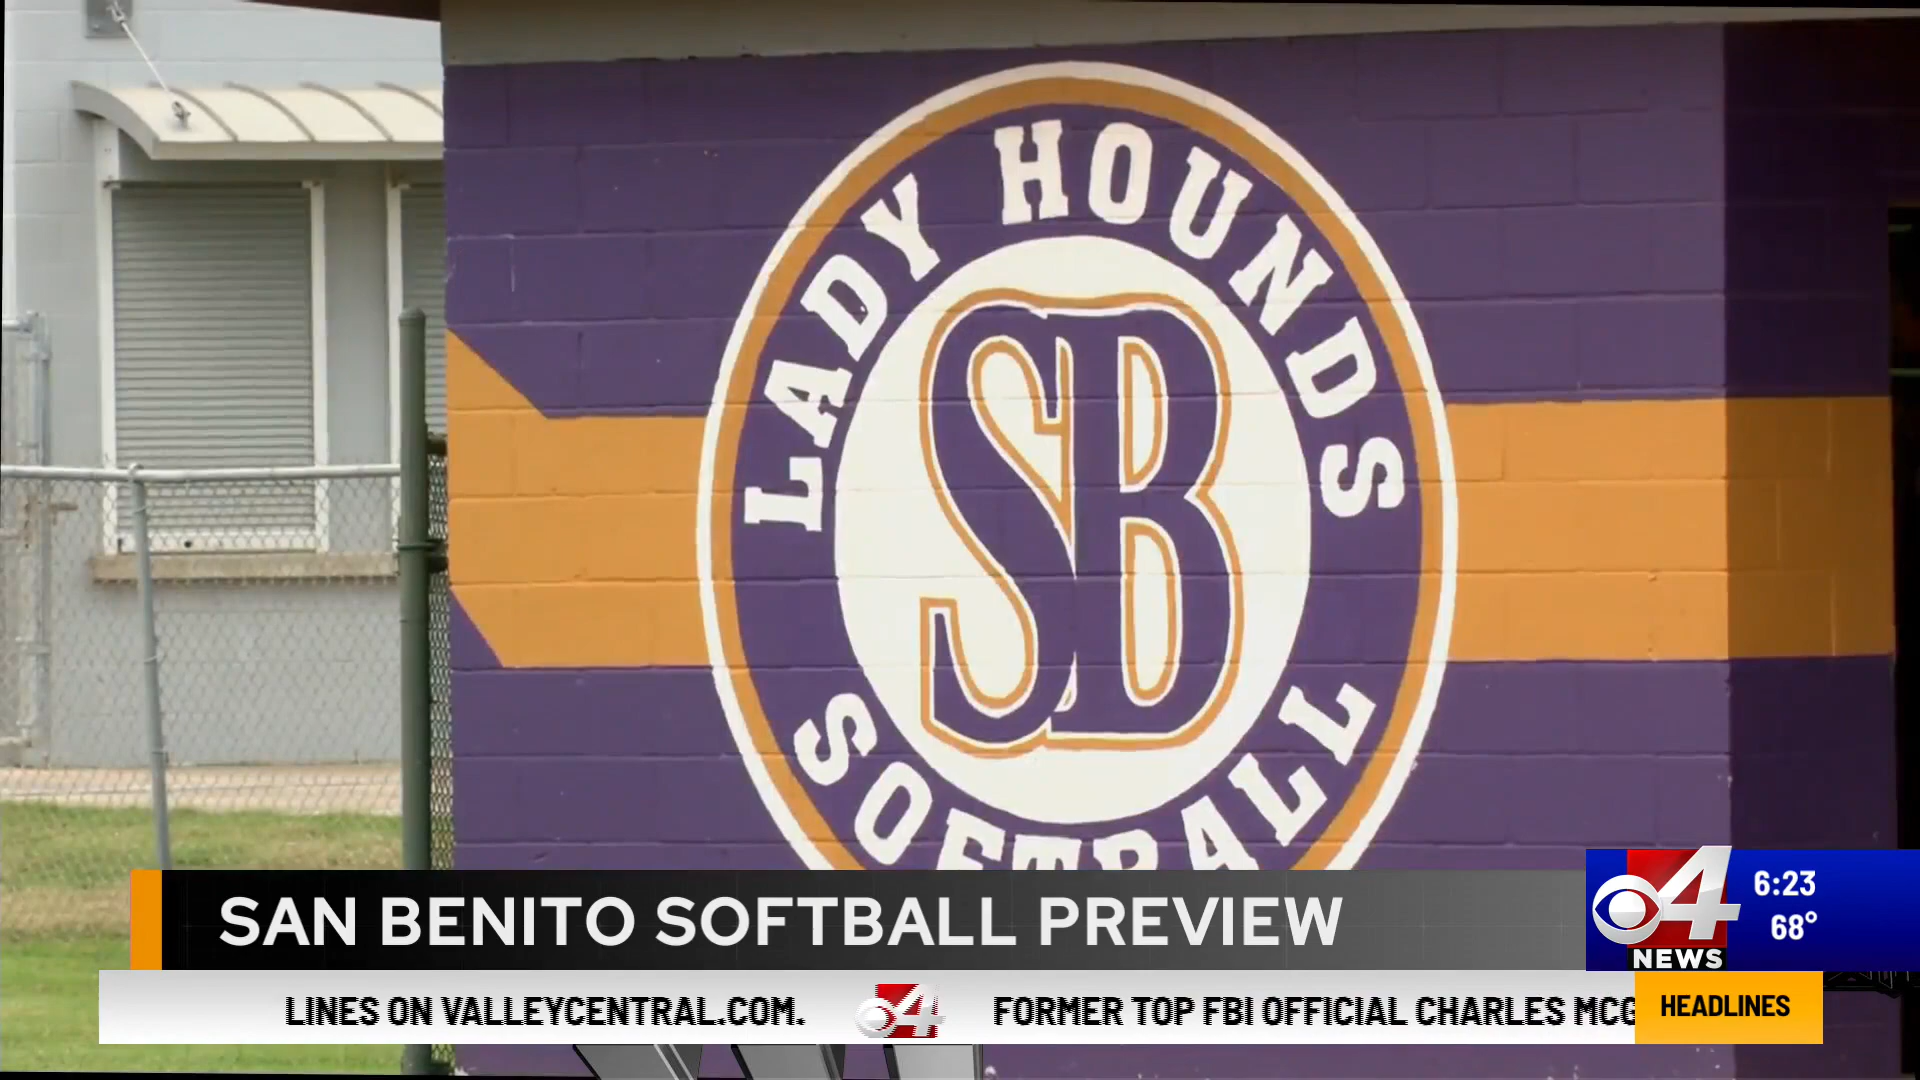 LADY HOUNDS
SB
SOFTBALL
SAN BENITO SOFTBALL PREVIEW
4
NEWS
6:23
68°
LINES ON VALLEYCENTRAL.COM.
4
FORMER TOP FBI OFFICIAL CHARLES MCG
HEADLINES